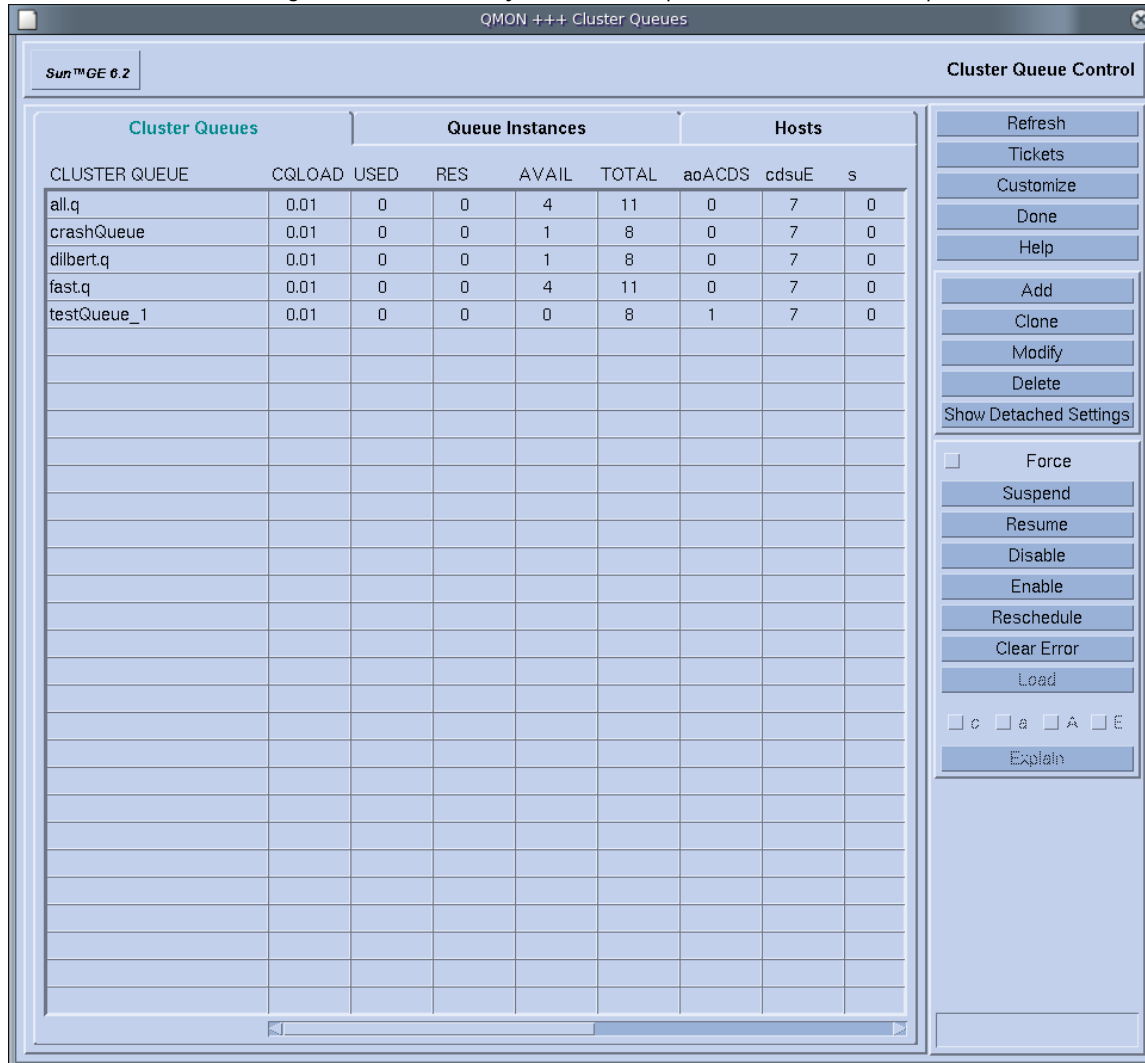 QMON +++ Cluster Queues
Sun™GE 6.2
Cluster Queue Control
Cluster Queues Queue Instances Hosts
CLUSTER QUEUE CQLOAD USED RES AVAIL TOTAL aoACDS cdsuE s
all.q 0.01 0 0 4 11 0 7 0
crashQueue 0.01 0 0 1 8 0 7 0
dilbert.q 0.01 0 0 1 8 0 7 0
fast.q 0.01 0 0 4 11 0 7 0
testQueue_1 0.01 0 0 0 8 1 7 0
Refresh
Tickets
Customize
Done
Help
Add
Clone
Modify
Delete
Show Detached Settings
Force
Suspend
Resume
Disable
Enable
Reschedule
Clear Error
Load
c a A E
Explain